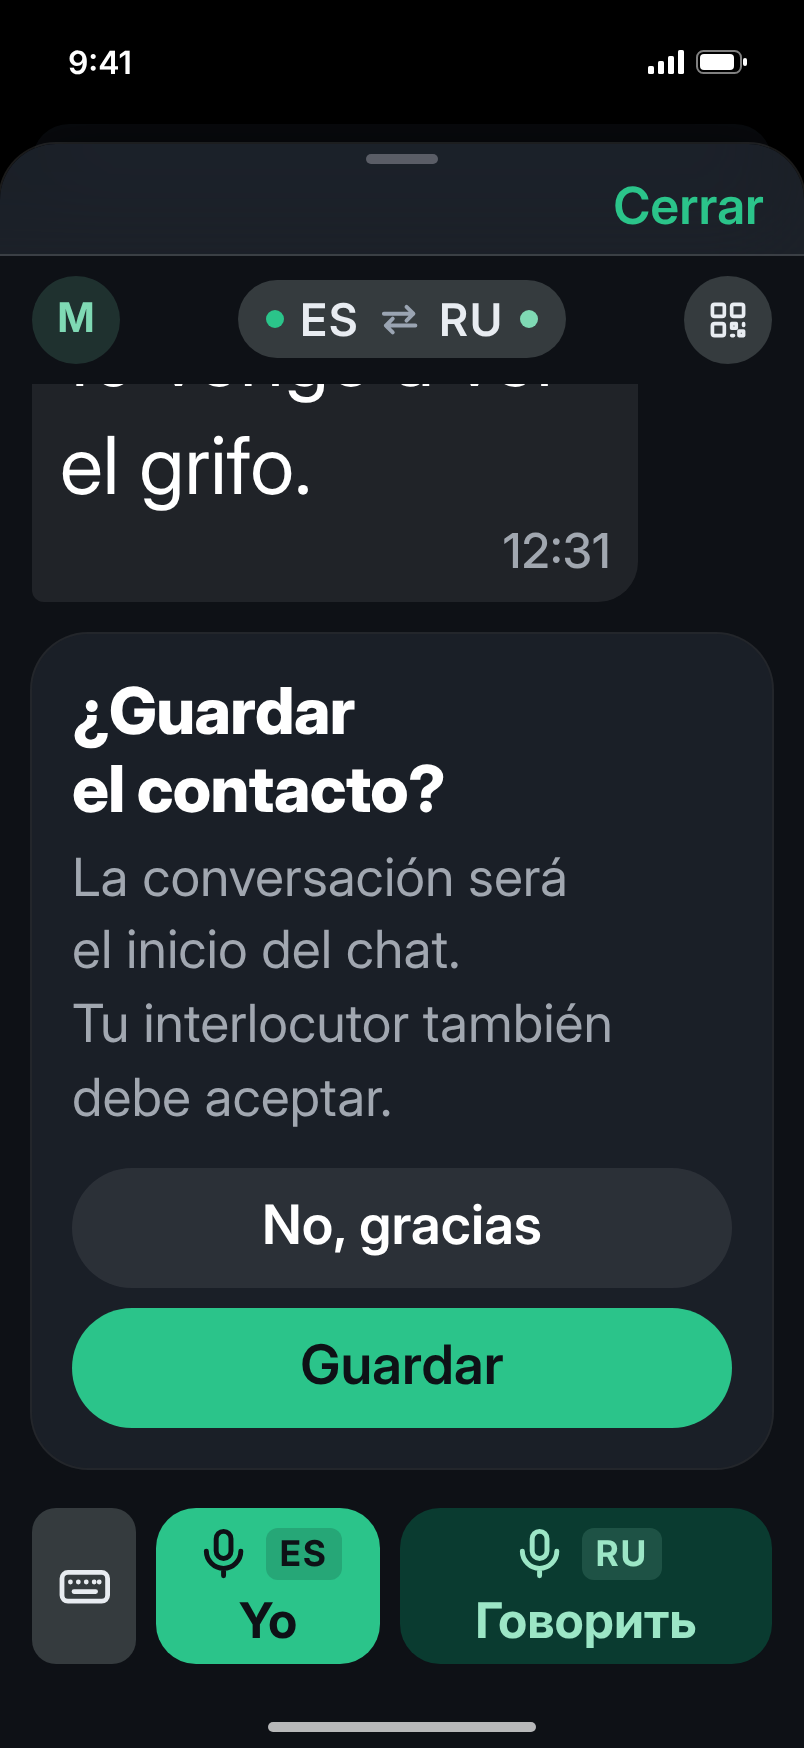 9:41
Cerrar
M
ES RU
el grifo.
12:31
¿Guardar
el contacto?
La conversación será
el inicio del chat.
Tu interlocutor también
debe aceptar.
No, gracias
Guardar
ES
Yo
RU
Говорить